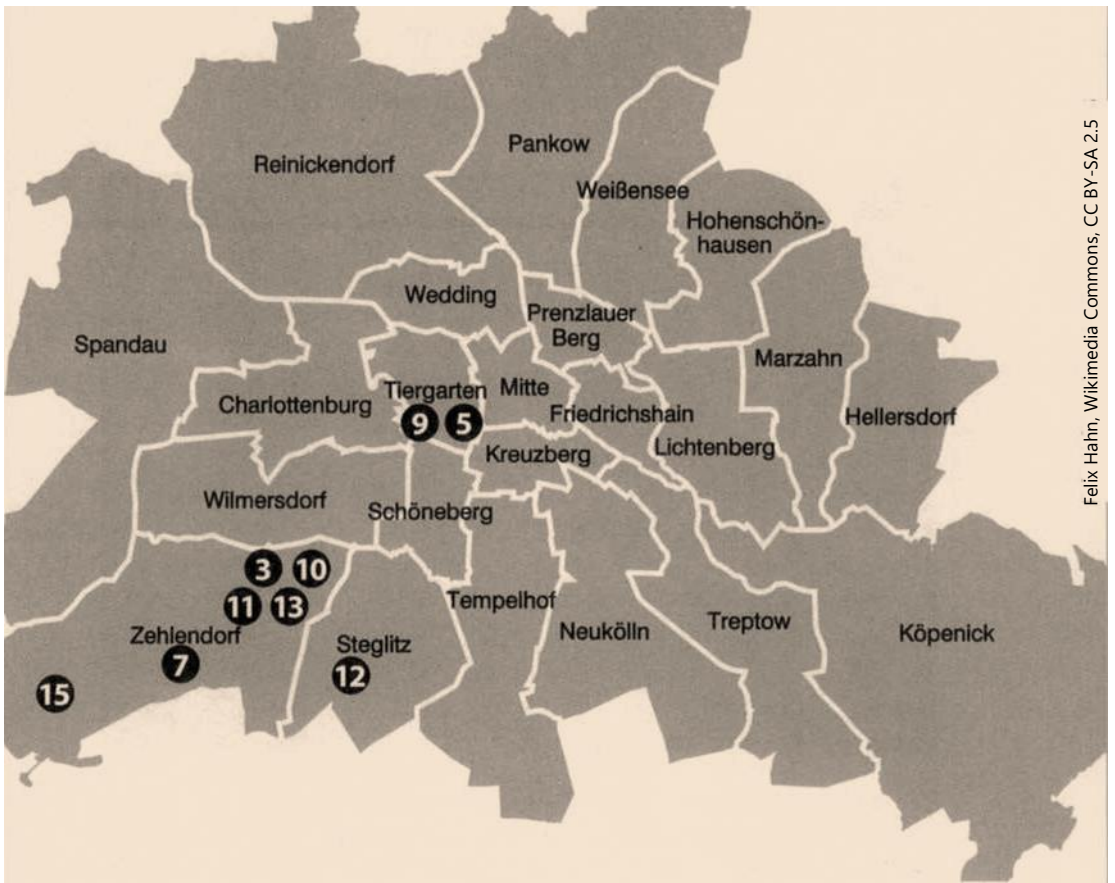 Pankow
Reinickendorf
Weißensee
Hohenschön-
hausen
Wedding
Prenzlauer
Berg
Spandau
Marzahn
Tiergarten
Mitte
Charlottenburg
Friedrichshain
Hellersdorf
9
5
Kreuzberg
Lichtenberg
Wilmersdorf
Schöneberg
3
10
11
13
Tempelhof
Zehlendorf
Steglitz
Neukölln
Treptow
Köpenick
7
12
15
Felix Hahn, Wikimedia Commons, CC BY-SA 2.5